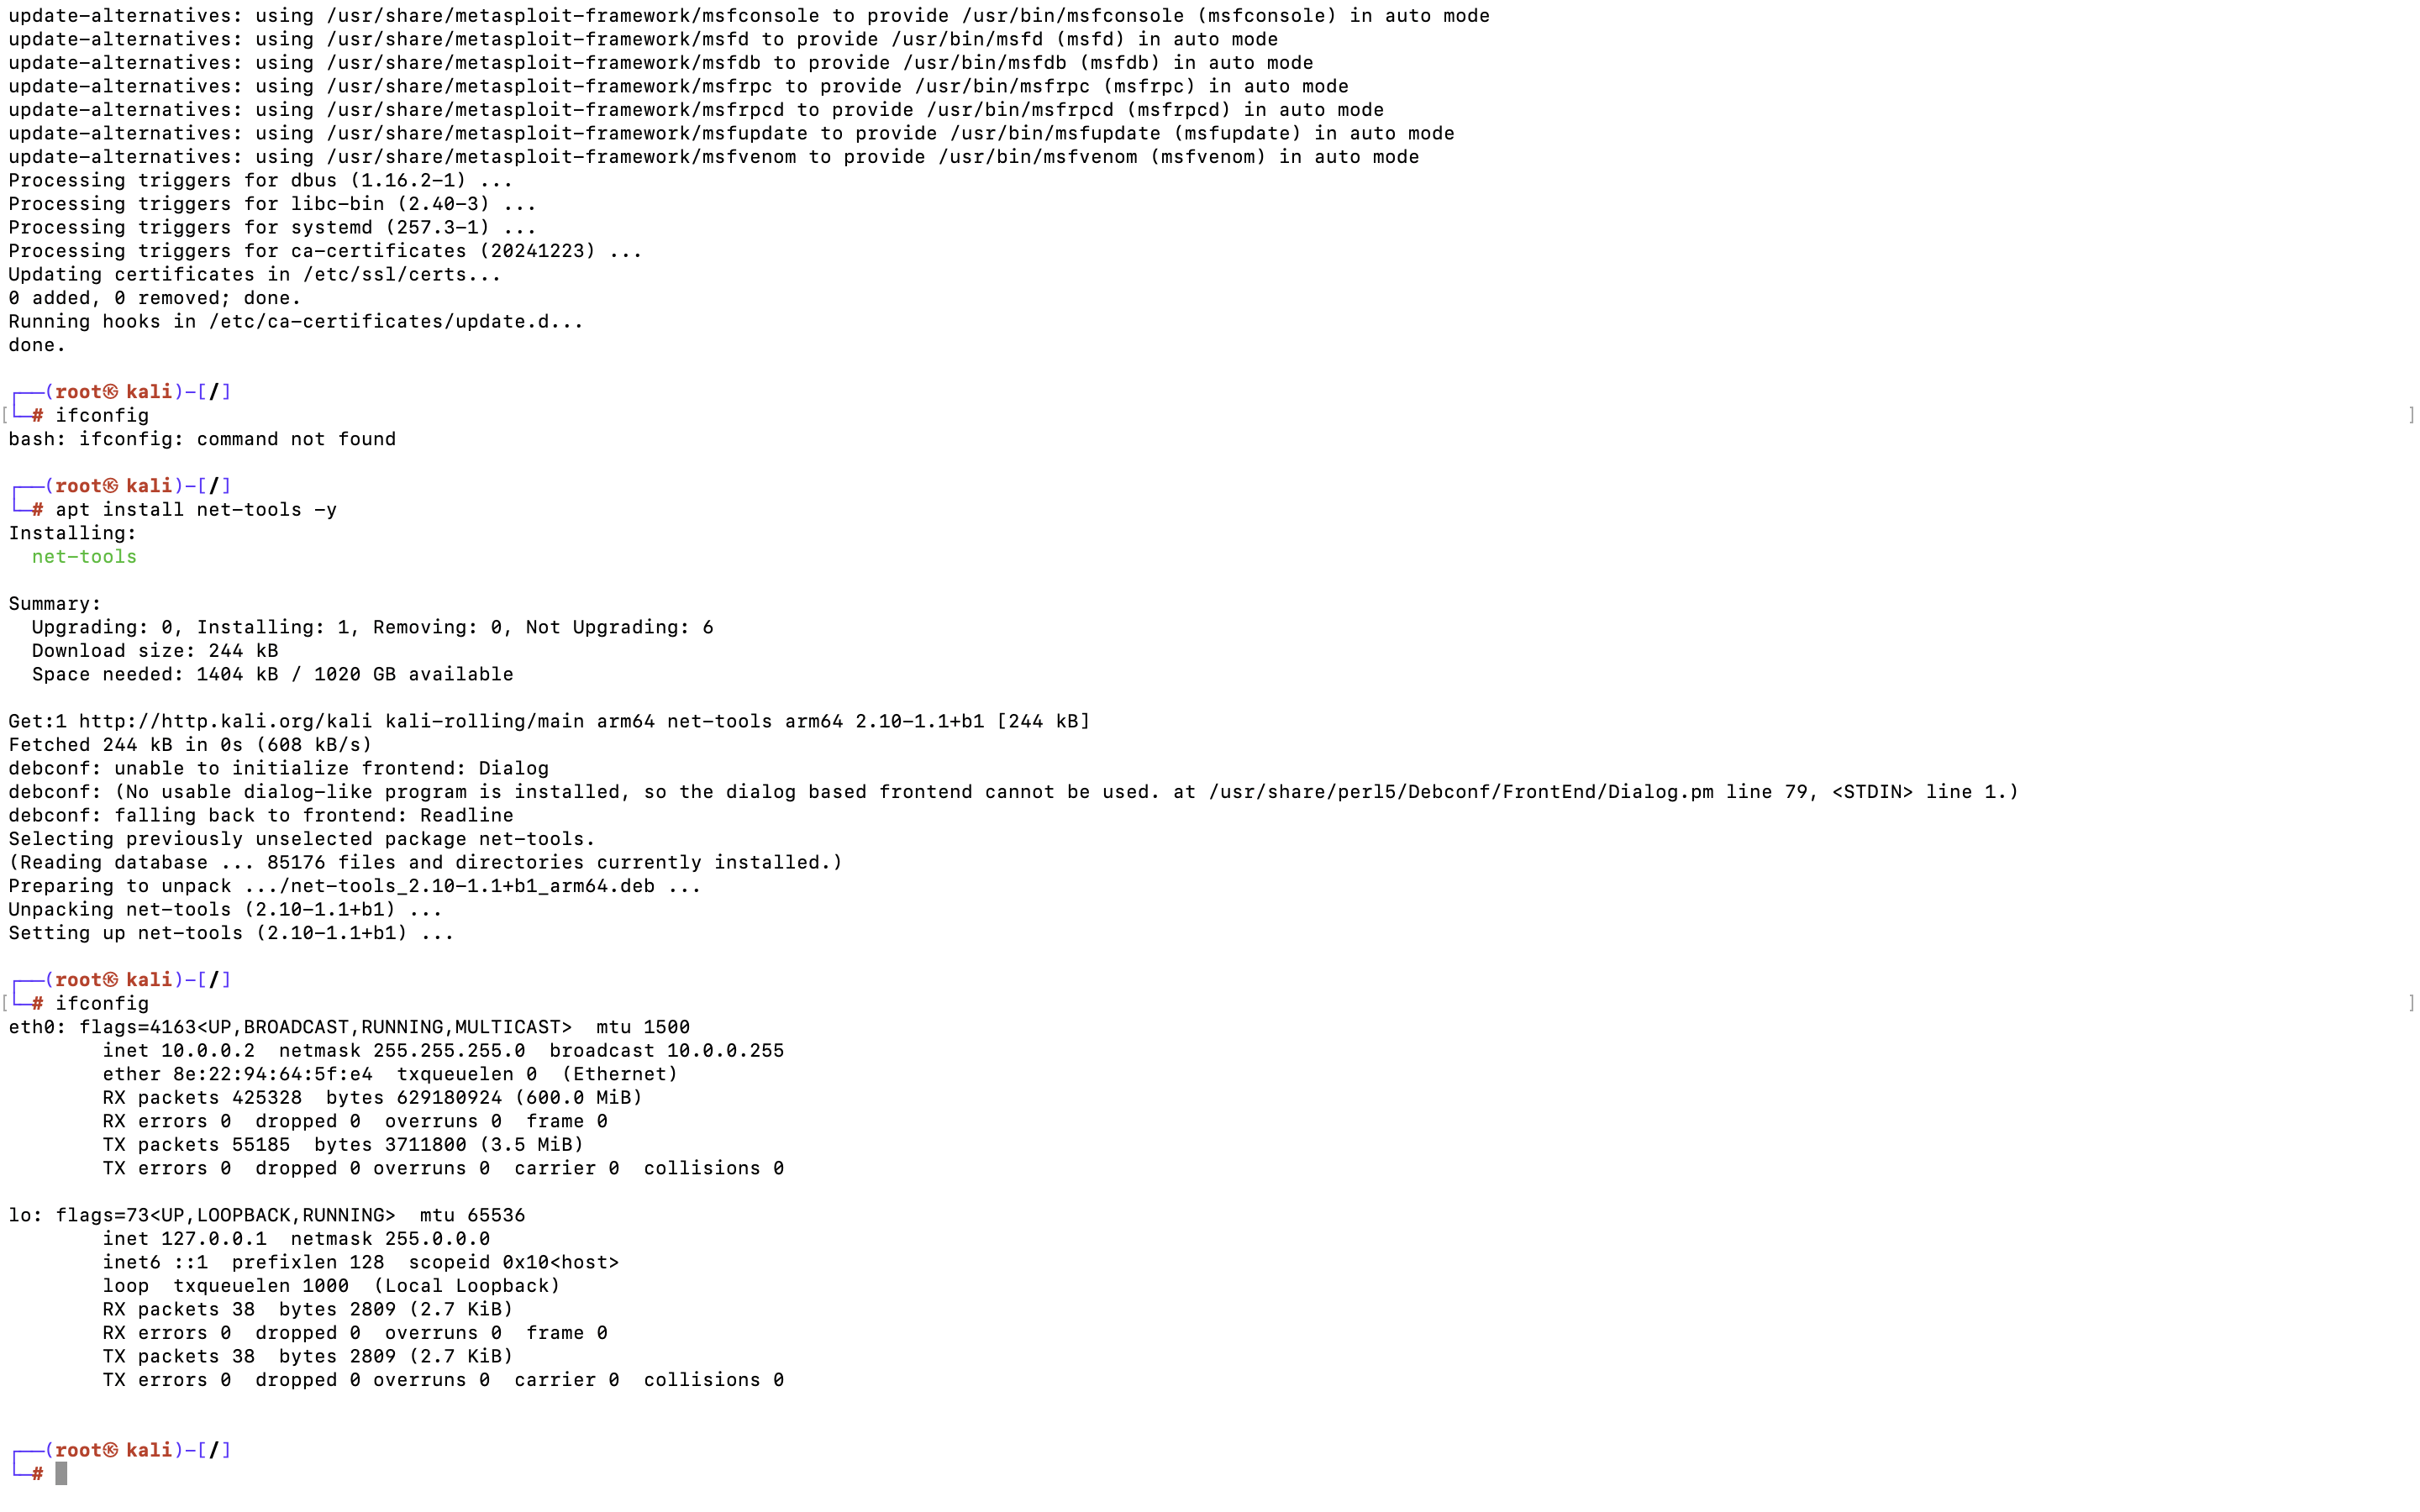 update-alternatives: using /usr/share/metasploit-framework/msfconsole to provide /usr/bin/msfconsole (msfconsole) in auto mode
update-alternatives: using /usr/share/metasploit-framework/msfd to provide /usr/bin/msfd (msfd) in auto mode
update-alternatives: using /usr/share/metasploit-framework/msfdb to provide /usr/bin/msfdb (msfdb) in auto mode
update-alternatives: using /usr/share/metasploit-framework/msfrpc to provide /usr/bin/msfrpc (msfrpc) in auto mode
update-alternatives: using /usr/share/metasploit-framework/msfrpcd to provide /usr/bin/msfrpcd (msfrpcd) in auto mode
update-alternatives: using /usr/share/metasploit-framework/msfupdate to provide /usr/bin/msfupdate (msfupdate) in auto mode
update-alternatives: using /usr/share/metasploit-framework/msfvenom to provide /usr/bin/msfvenom (msfvenom) in auto mode
Processing triggers for dbus (1.16.2-1) ...
Processing triggers for libc-bin (2.40-3) ...
Processing triggers for systemd (257.3-1) ...
Processing triggers for ca-certificates (20241223) ...
Updating certificates in /etc/ssl/certs...
0 added, 0 removed; done.
Running hooks in /etc/ca-certificates/update.d...
done.

┌──(root㉿ kali)-[/]
[└─# ifconfig ]
bash: ifconfig: command not found

┌──(root㉿ kali)-[/]
└─# apt install net-tools -y
Installing:
  net-tools

Summary:
  Upgrading: 0, Installing: 1, Removing: 0, Not Upgrading: 6
  Download size: 244 kB
  Space needed: 1404 kB / 1020 GB available

Get:1 http://http.kali.org/kali kali-rolling/main arm64 net-tools arm64 2.10-1.1+b1 [244 kB]
Fetched 244 kB in 0s (608 kB/s)
debconf: unable to initialize frontend: Dialog
debconf: (No usable dialog-like program is installed, so the dialog based frontend cannot be used. at /usr/share/perl5/Debconf/FrontEnd/Dialog.pm line 79, <STDIN> line 1.)
debconf: falling back to frontend: Readline
Selecting previously unselected package net-tools.
(Reading database ... 85176 files and directories currently installed.)
Preparing to unpack .../net-tools_2.10-1.1+b1_arm64.deb ...
Unpacking net-tools (2.10-1.1+b1) ...
Setting up net-tools (2.10-1.1+b1) ...

┌──(root㉿ kali)-[/]
[└─# ifconfig ]
eth0: flags=4163<UP,BROADCAST,RUNNING,MULTICAST>  mtu 1500
        inet 10.0.0.2  netmask 255.255.255.0  broadcast 10.0.0.255
        ether 8e:22:94:64:5f:e4  txqueuelen 0  (Ethernet)
        RX packets 425328  bytes 629180924 (600.0 MiB)
        RX errors 0  dropped 0  overruns 0  frame 0
        TX packets 55185  bytes 3711800 (3.5 MiB)
        TX errors 0  dropped 0 overruns 0  carrier 0  collisions 0

lo: flags=73<UP,LOOPBACK,RUNNING>  mtu 65536
        inet 127.0.0.1  netmask 255.0.0.0
        inet6 ::1  prefixlen 128  scopeid 0x10<host>
        loop  txqueuelen 1000  (Local Loopback)
        RX packets 38  bytes 2809 (2.7 KiB)
        RX errors 0  dropped 0  overruns 0  frame 0
        TX packets 38  bytes 2809 (2.7 KiB)
        TX errors 0  dropped 0 overruns 0  carrier 0  collisions 0

┌──(root㉿ kali)-[/]
└─#